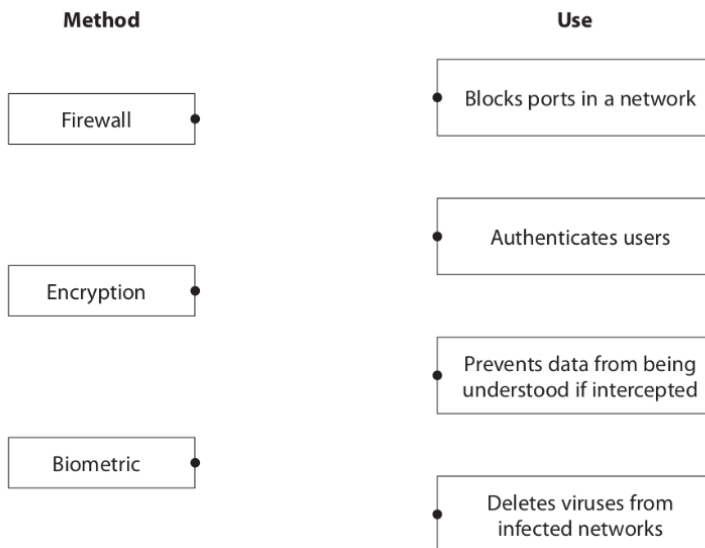 Method
Use
Firewall
Blocks ports in a network
Authenticates users
Encryption
Prevents data from being
understood if intercepted
Biometric
Deletes viruses from
infected networks